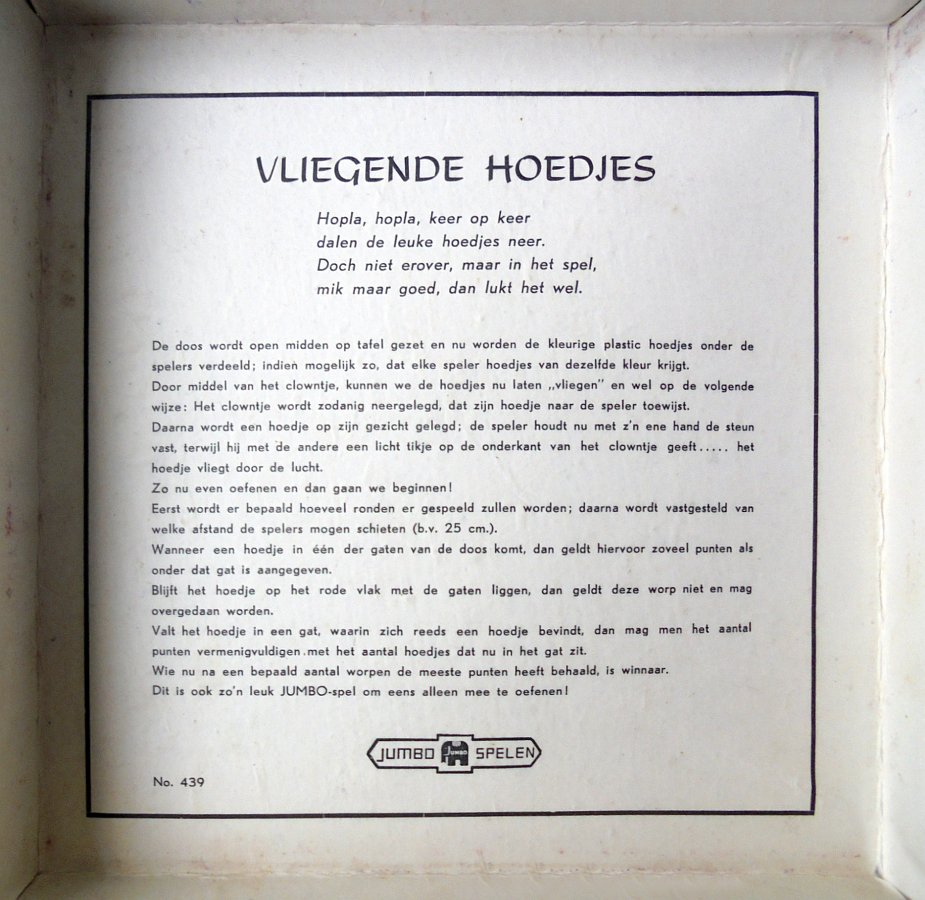 VLIEGENDE HOEDJES
Hopla, hopla, keer op keer
dalen de leuke hoedjes neer.
Doch niet erover, maar in het spel,
mik maar goed, dan lukt het wel.
De doos wordt open midden op tafel gezet en nu worden de kleurige plastic hoedjes onder de
spelers verdeeld; indien mogelijk zo, dat elke speler hoedjes van dezelfde kleur krijgt.
Door middel van het clowntje, kunnen we de hoedjes nu laten „vliegen" en wel op de volgende
wijze: Het clowntje wordt zodanig neergelegd, dat zijn hoedje naar de speler toewijst.
Daarna wordt een hoedje op zijn gezicht gelegd; de speler houdt nu met z'n ene hand de steun
vast, terwijl hij met de andere een licht tikje op de onderkant van het clowntje geeft..... het
hoedje vliegt door de lucht.
Zo nu even oefenen en dan gaan we beginnen!
Eerst wordt er bepaald hoeveel ronden er gespeeld zullen worden; daarna wordt vastgesteld van
welke afstand de spelers mogen schieten (b.v. 25 cm.).
Wanneer een hoedje in één der gaten van de doos komt, dan geldt hiervoor zoveel punten als
onder dat gat is aangegeven.
Blijft het hoedje op het rode vlak met de gaten liggen, dan geldt deze worp niet en mag
overgedaan worden.
Valt het hoedje in een gat, waarin zich reeds een hoedje bevindt, dan mag men het aantal
punten vermenigvuldigen.met het aantal hoedjes dat nu in het gat zit.
Wie nu na een bepaald aantal worpen de meeste punten heeft behaald, is winnaar.
Dit is ook zo'n leuk JUMBO-spel om eens alleen mee te oefenen!
JUMBO JUMBO SPELEN
No. 439